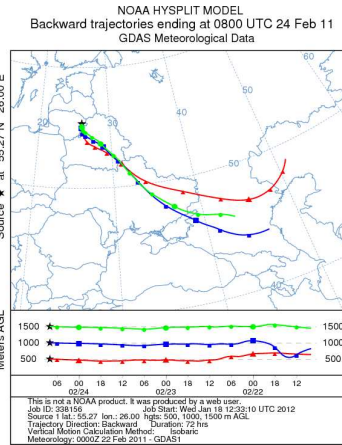 NOAA HYSPLIT MODEL
Backward trajectories ending at 0800 UTC 24 Feb 11
GDAS Meteorological Data
Source ★ at 55.27 N 26.00 E
60
20
30
40
50
50
60
Meters AGL
1500 1500
1000 1000
500 500
06 00 18 12 06 00 18 12 06 00 18 12
02/24 02/23 02/22
This is not a NOAA product. It was produced by a web user.
Job ID: 338156 Job Start: Wed Jan 18 12:33:10 UTC 2012
Source 1 lat.: 55.27 lon.: 26.00 hgts: 500, 1000, 1500 m AGL
Trajectory Direction: Backward Duration: 72 hrs
Vertical Motion Calculation Method: Isobaric
Meteorology: 0000Z 22 Feb 2011 - GDAS1